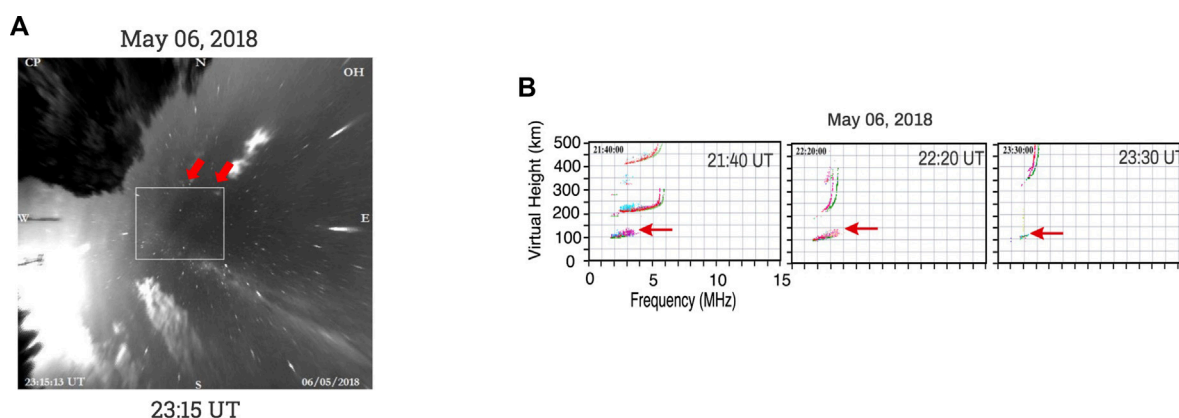 A
May 06, 2018
CP
N
OH
W
E
23:15:13 UT
S
06/05/2018
23:15 UT
B
May 06, 2018
Virtual Height (km)
500
400
300
200
100
0
21:40:00
21:40 UT
22:20:00
22:20 UT
23:30:00
23:30 UT
0
5
10
15
Frequency (MHz)